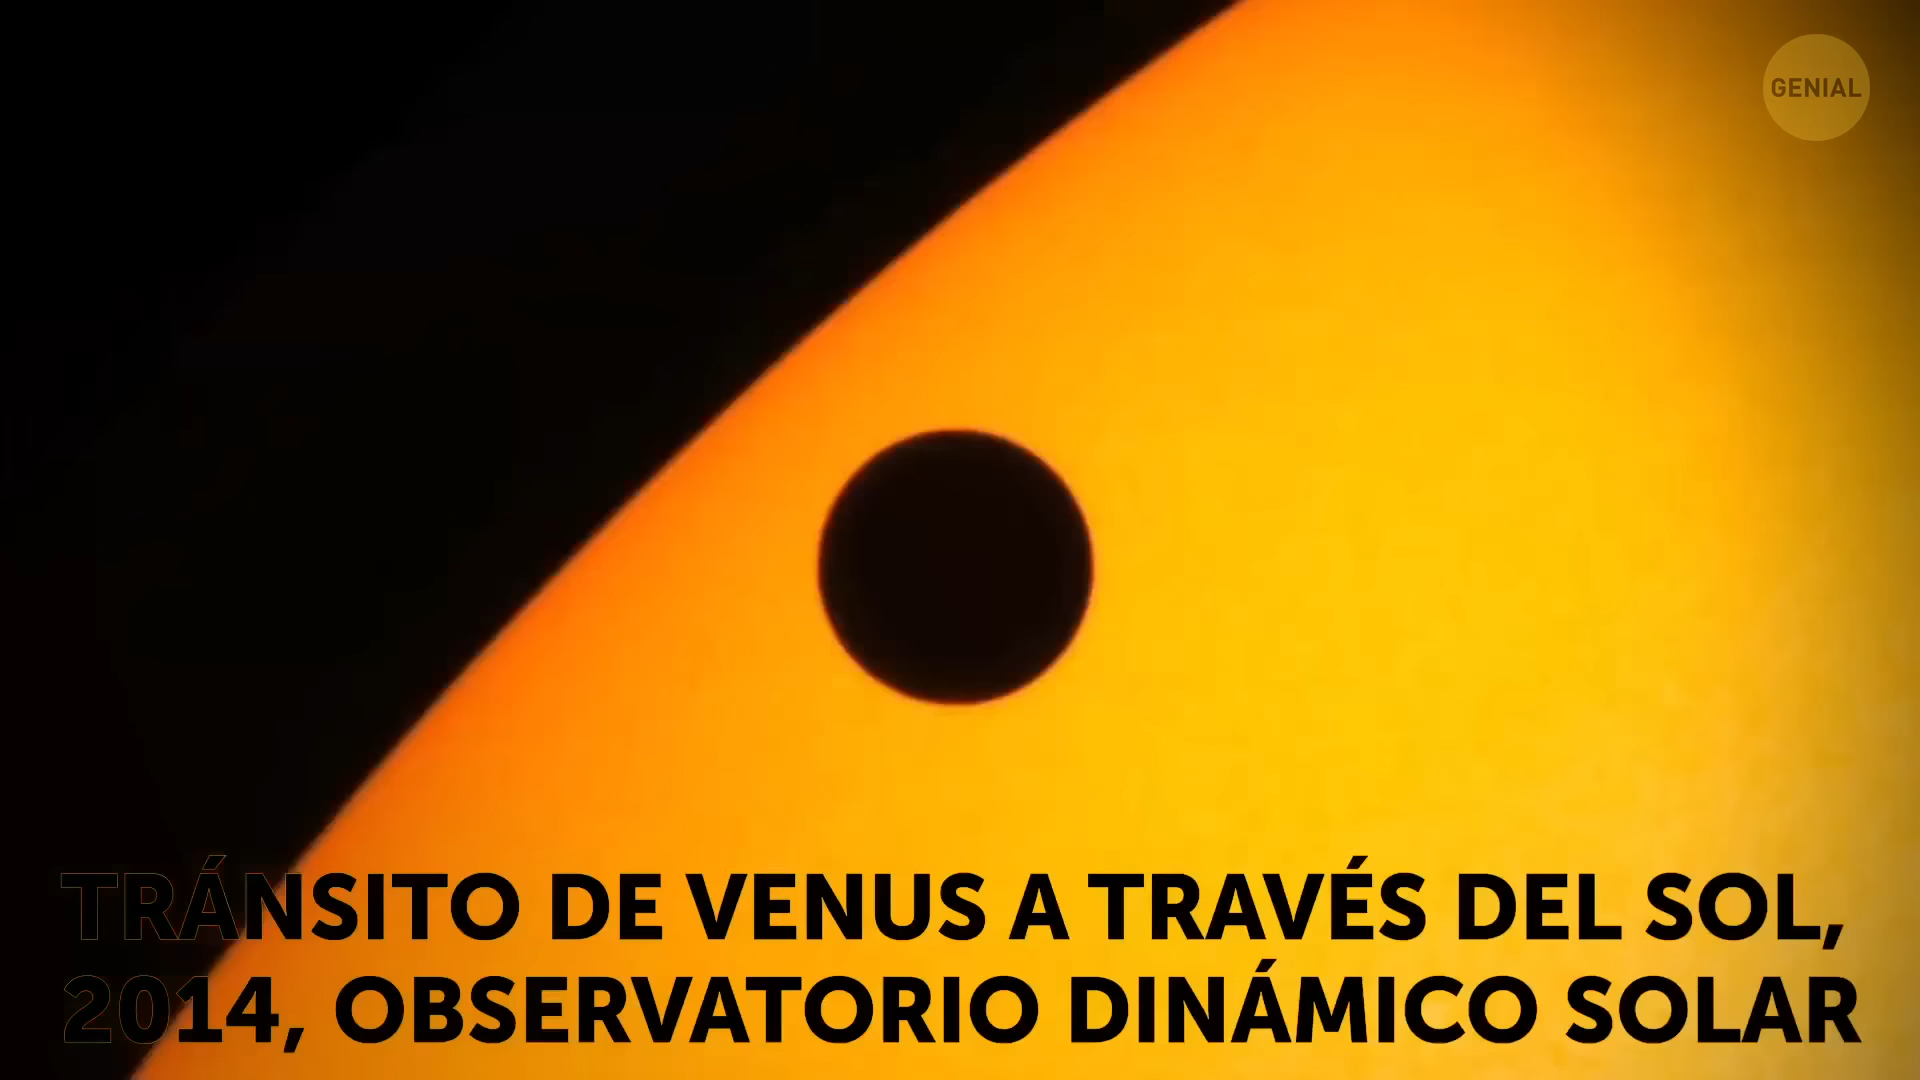 GENIAL
TRÁNSITO DE VENUS A TRAVÉS DEL SOL,
2014, OBSERVATORIO DINÁMICO SOLAR